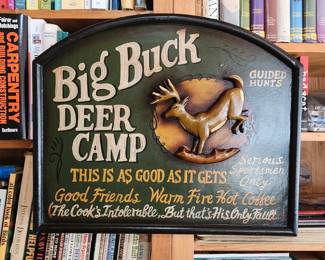 Big Buck
DEER
CAMP
GUIDED
HUNTS
THIS IS AS GOOD AS IT GETS
Serious
Sportsmen
Only
Good Friends Warm Fire Hot Coffee
(The Cook's Intolerable, But that's His Only Fault.
CARPENTRY
CONSTRUCTION